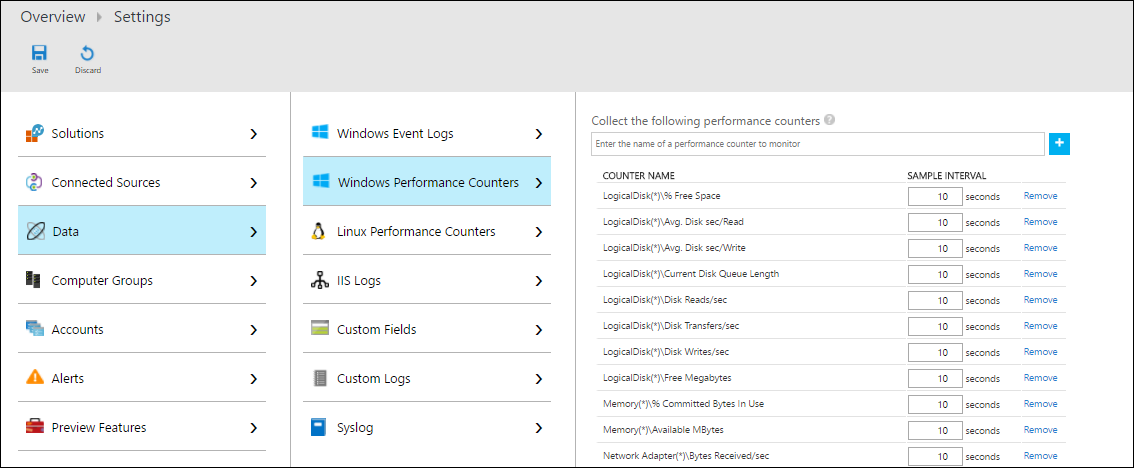 Overview Settings
Save Discard
Solutions
Connected Sources
Data
Computer Groups
Accounts
Alerts
Preview Features
Windows Event Logs
Windows Performance Counters
Linux Performance Counters
IIS Logs
Custom Fields
Custom Logs
Syslog
Collect the following performance counters ?
Enter the name of a performance counter to monitor +
COUNTER NAME SAMPLE INTERVAL
LogicalDisk(*)\% Free Space 10 seconds Remove
LogicalDisk(*)\Avg. Disk sec/Read 10 seconds Remove
LogicalDisk(*)\Avg. Disk sec/Write 10 seconds Remove
LogicalDisk(*)\Current Disk Queue Length 10 seconds Remove
LogicalDisk(*)\Disk Reads/sec 10 seconds Remove
LogicalDisk(*)\Disk Transfers/sec 10 seconds Remove
LogicalDisk(*)\Disk Writes/sec 10 seconds Remove
LogicalDisk(*)\Free Megabytes 10 seconds Remove
Memory(*)\% Committed Bytes In Use 10 seconds Remove
Memory(*)\Available MBytes 10 seconds Remove
Network Adapter(*)\Bytes Received/sec 10 seconds Remove